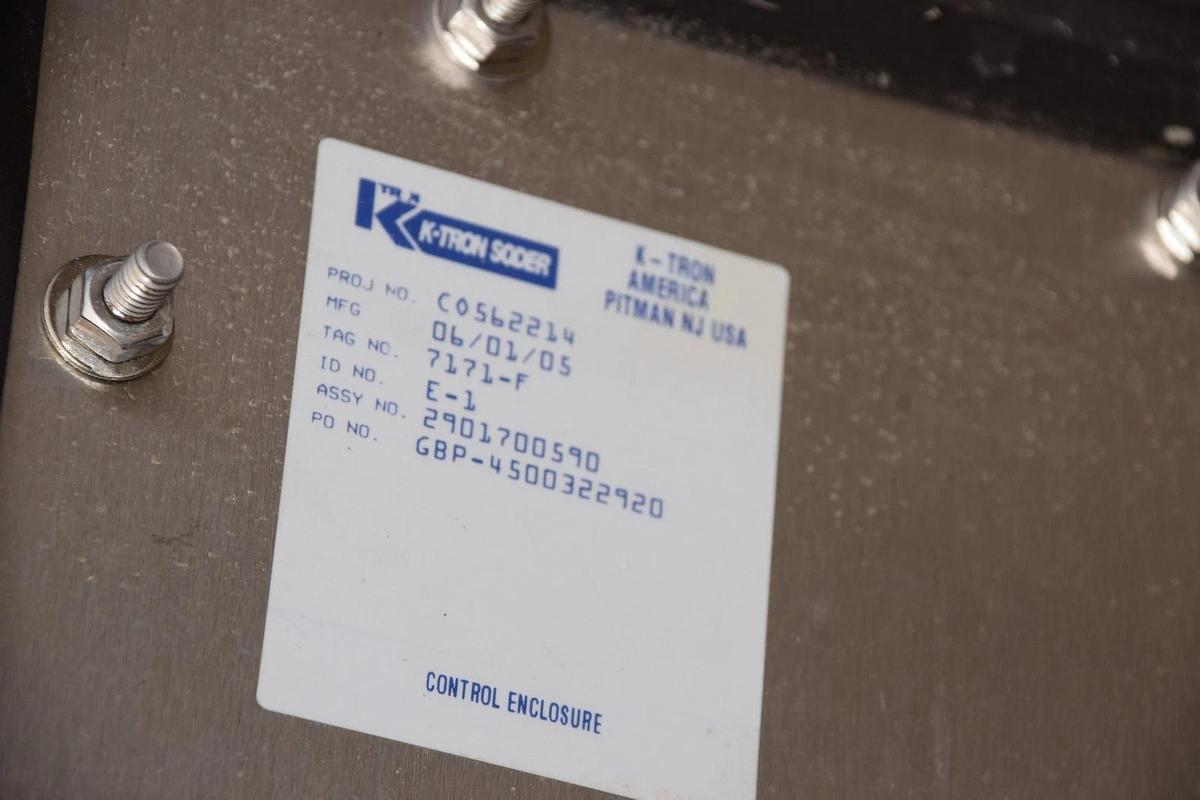 K-TRON SODER
K-TRON
AMERICA
PITMAN NJ USA
PROJ NO. C0562214
MFG 06/01/05
TAG NO. 7171-F
ID NO. E-1
ASSY NO. 2901700590
PO NO. GBP-4500322920
CONTROL ENCLOSURE